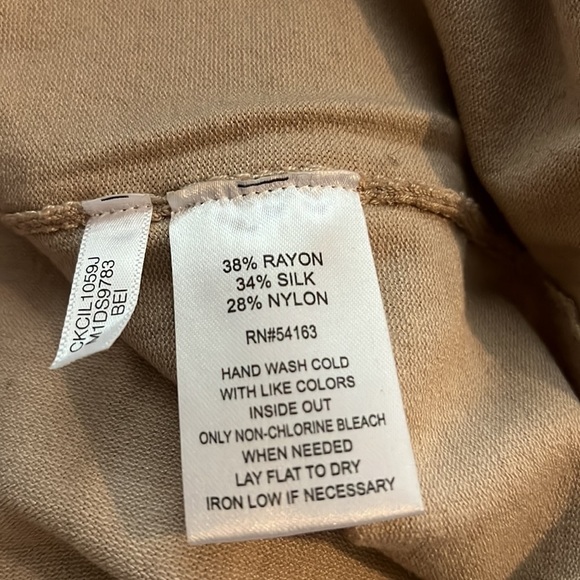 CKCIL1059J
M1DS9783
BEI
38% RAYON
34% SILK
28% NYLON
RN#54163
HAND WASH COLD
WITH LIKE COLORS
INSIDE OUT
ONLY NON-CHLORINE BLEACH
WHEN NEEDED
LAY FLAT TO DRY
IRON LOW IF NECESSARY